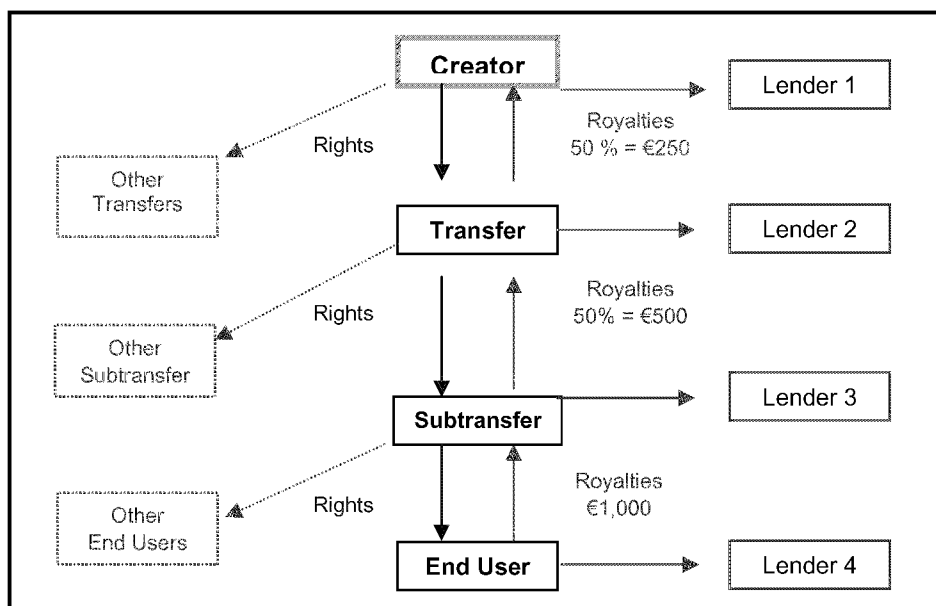 Creator
Lender 1
Rights
Royalties
50 % = €250
Other
Transfers
Transfer
Lender 2
Rights
Royalties
50% = €500
Other
Subtransfer
Subtransfer
Lender 3
Rights
Royalties
€1,000
Other
End Users
End User
Lender 4